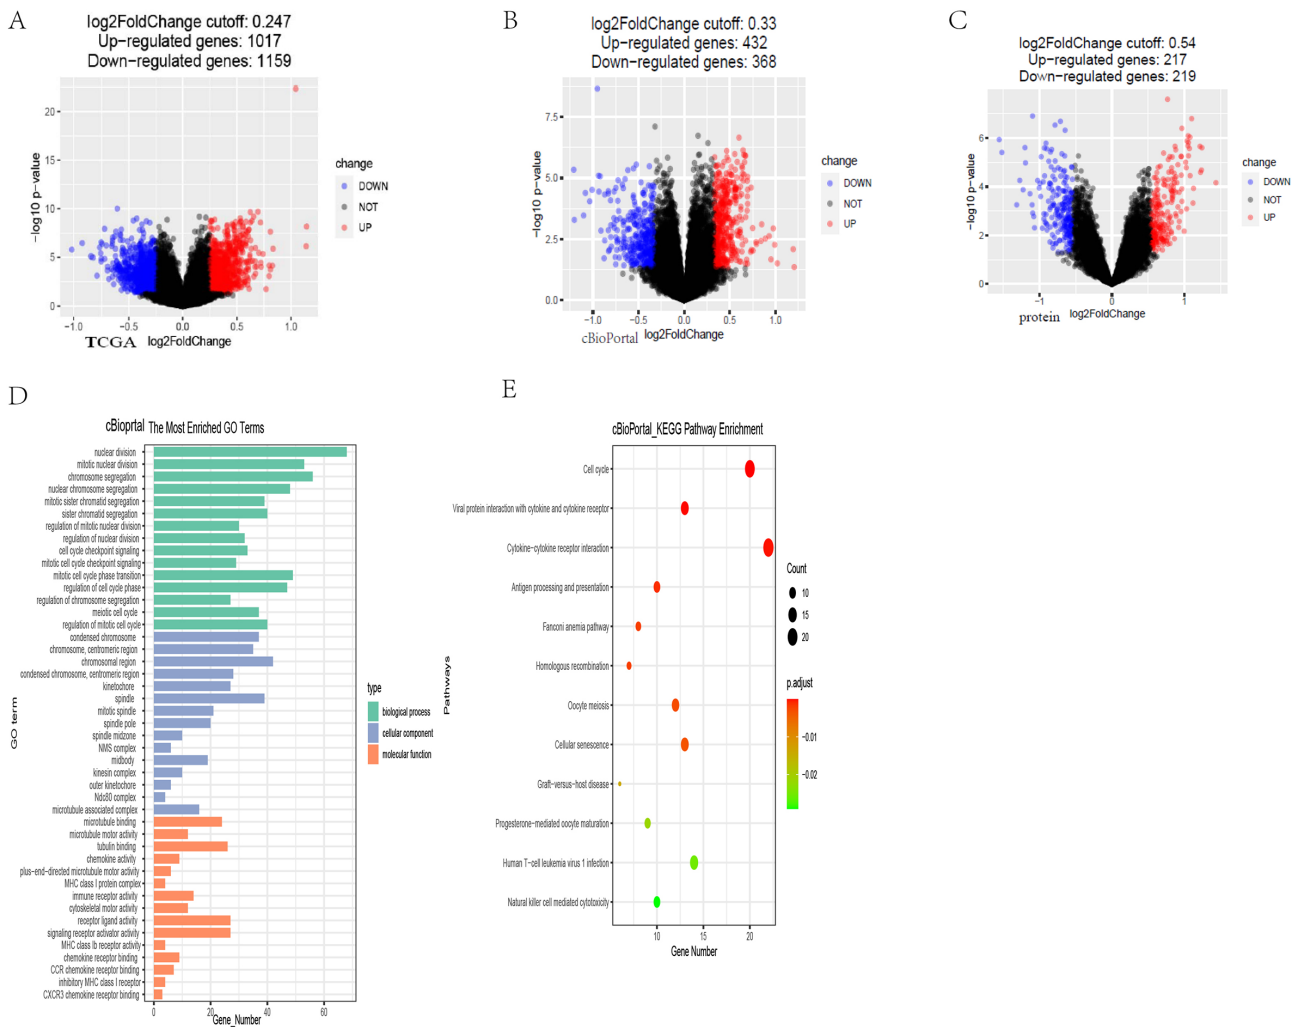 A
log2FoldChange cutoff: 0.247
Up-regulated genes: 1017
Down-regulated genes: 1159
-log10 p-value
20
15
10
5
0
-1.0
-0.5
0.0
0.5
1.0
TCGA
log2FoldChange
change
DOWN
NOT
UP
B
log2FoldChange cutoff: 0.33
Up-regulated genes: 432
Down-regulated genes: 368
-log10 p-value
7.5
5.0
2.5
0.0
-1.0
-0.5
0.0
0.5
1.0
cBioPortal
log2FoldChange
change
DOWN
NOT
UP
C
log2FoldChange cutoff: 0.54
Up-regulated genes: 217
Down-regulated genes: 219
-log10 p-value
6
4
2
0
-1
0
1
protein
log2FoldChange
change
DOWN
NOT
UP
D
cBioprtal The Most Enriched GO Terms
GO term
nuclear division
mitotic nuclear division
chromosome segregation
nuclear chromosome segregation
mitotic sister chromatid segregation
sister chromatid segregation
regulation of mitotic nuclear division
regulation of nuclear division
cell cycle checkpoint signaling
mitotic cell cycle checkpoint signaling
mitotic cell cycle phase transition
regulation of cell cycle phase
regulation of chromosome segregation
meiotic cell cycle
regulation of mitotic cell cycle
condensed chromosome
chromosome, centromeric region
chromosomal region
condensed chromosome, centromeric region
kinetochore
spindle
mitotic spindle
spindle pole
spindle midzone
NMS complex
midbody
kinesin complex
outer kinetochore
Ndc80 complex
microtubule associated complex
microtubule binding
microtubule motor activity
tubulin binding
chemokine activity
plus-end-directed microtubule motor activity
MHC class I protein complex
immune receptor activity
cytoskeletal motor activity
receptor ligand activity
signaling receptor activator activity
MHC class Ib receptor activity
chemokine receptor binding
CCR chemokine receptor binding
inhibitory MHC class I receptor
CXCR3 chemokine receptor binding
0
20
40
60
Gene_Number
type
biological process
cellular component
molecular function
E
cBioPortal_KEGG Pathway Enrichment
Pathways
Cell cycle
Viral protein interaction with cytokine and cytokine receptor
Cytokine-cytokine receptor interaction
Antigen processing and presentation
Fanconi anemia pathway
Homologous recombination
Oocyte meiosis
Cellular senescence
Graft-versus-host disease
Progesterone-mediated oocyte maturation
Human T-cell leukemia virus 1 infection
Natural killer cell mediated cytotoxicity
10
15
20
Gene Number
Count
10
15
20
p.adjust
-0.01
-0.02